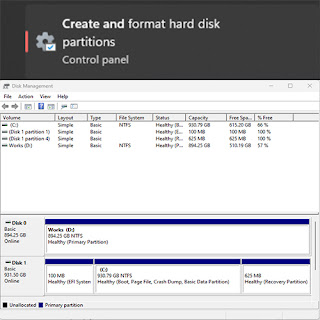 Create and format hard disk
partitions
Control panel
Disk Management
File Action View Help
Volume Layout Type File System Status Capacity Free Spa... % Free
(C:) Simple Basic NTFS Healthy (B... 930.79 GB 615.20 GB 66 %
(Disk 1 partition 1) Simple Basic Healthy (E... 100 MB 100 MB 100 %
(Disk 1 partition 4) Simple Basic Healthy (R... 625 MB 625 MB 100 %
Works (D:) Simple Basic NTFS Healthy (P... 894.25 GB 510.19 GB 57 %
Disk 0
Basic
894.25 GB
Online
Works (D:)
894.25 GB NTFS
Healthy (Primary Partition)
Disk 1
Basic
931.50 GB
Online
100 MB
Healthy (EFI System
(C:)
930.79 GB NTFS
Healthy (Boot, Page File, Crash Dump, Basic Data Partition)
625 MB
Healthy (Recovery Partition)
Unallocated Primary partition